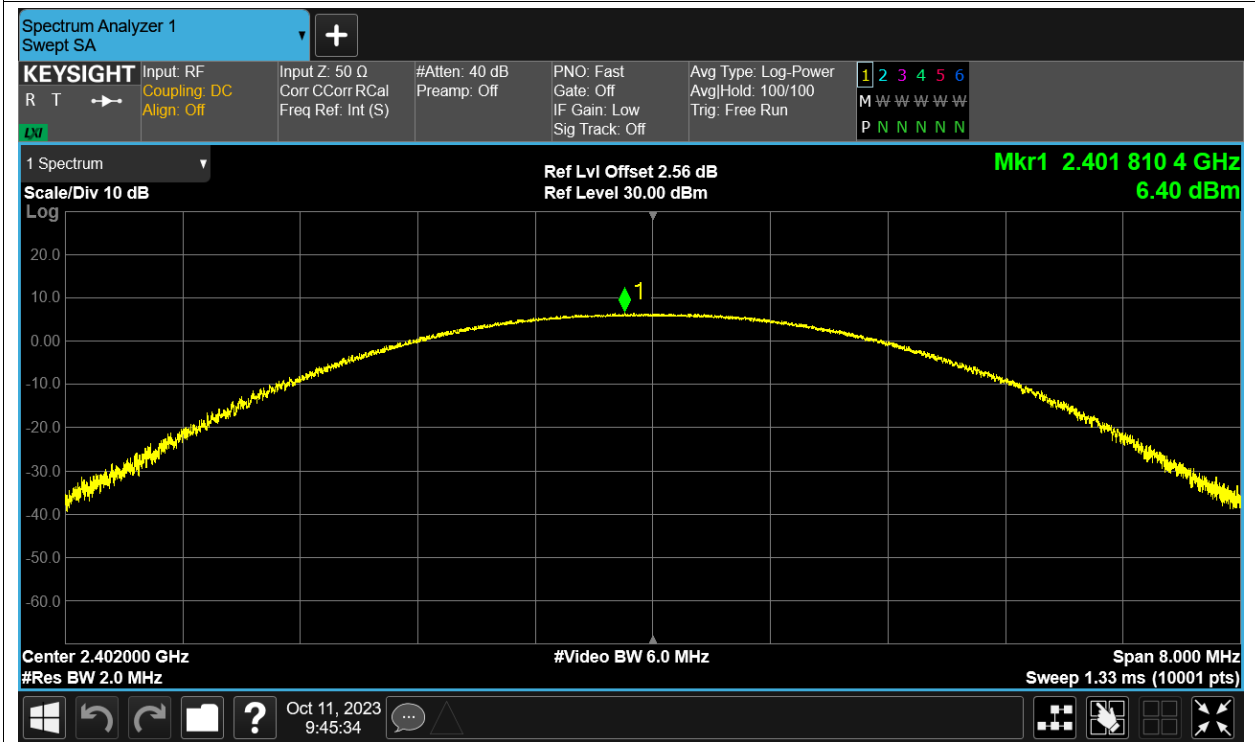 Spectrum Analyzer 1
Swept SA
+
KEYSIGHT
R T
LXI
Input: RF
Coupling: DC
Align: Off
Input Z: 50 Ω
Corr CCorr RCal
Freq Ref: Int (S)
#Atten: 40 dB
Preamp: Off
PNO: Fast
Gate: Off
IF Gain: Low
Sig Track: Off
Avg Type: Log-Power
Avg|Hold: 100/100
Trig: Free Run
1 2 3 4 5 6
M W W W W W
P N N N N N
1 Spectrum
Scale/Div 10 dB
Ref Lvl Offset 2.56 dB
Ref Level 30.00 dBm
Mkr1 2.401 810 4 GHz
6.40 dBm
Log
20.0
10.0
0.00
-10.0
-20.0
-30.0
-40.0
-50.0
-60.0
1
Center 2.402000 GHz
#Res BW 2.0 MHz
#Video BW 6.0 MHz
Span 8.000 MHz
Sweep 1.33 ms (10001 pts)
?
Oct 11, 2023
9:45:34